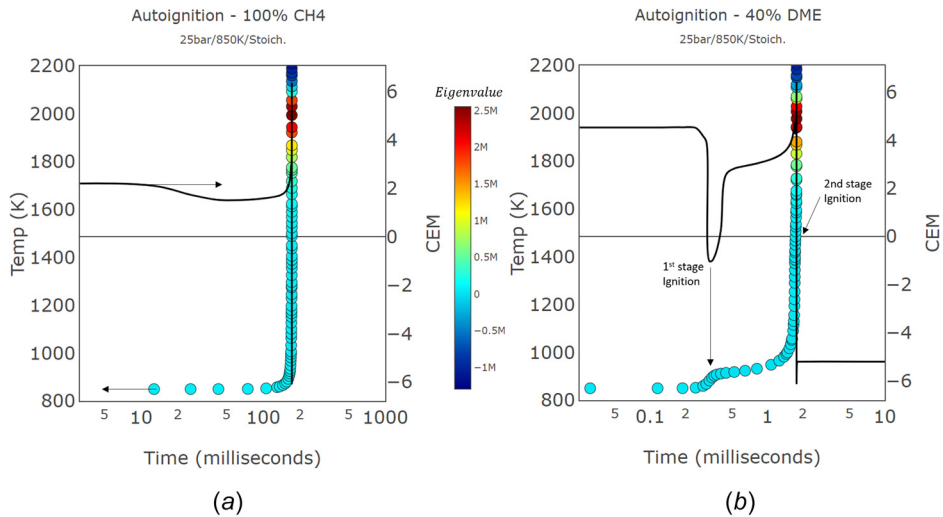 Autoignition - 100% CH4
25bar/850K/Stoich.
2200
2000
1800
1600
1400
1200
1000
800
Temp (K)
6
4
2
0
−2
−4
−6
CEM
5
10
2
5
100
2
5
1000
Time (milliseconds)
(a)
Eigenvalue
2.5M
2M
1.5M
1M
0.5M
0
−0.5M
−1M
Autoignition - 40% DME
25bar/850K/Stoich.
2200
2000
1800
1600
1400
1200
1000
800
Temp (K)
1st stage
Ignition
2nd stage
Ignition
6
4
2
0
−2
−4
−6
CEM
5
0.1
2
5
1
2
5
10
Time (milliseconds)
(b)